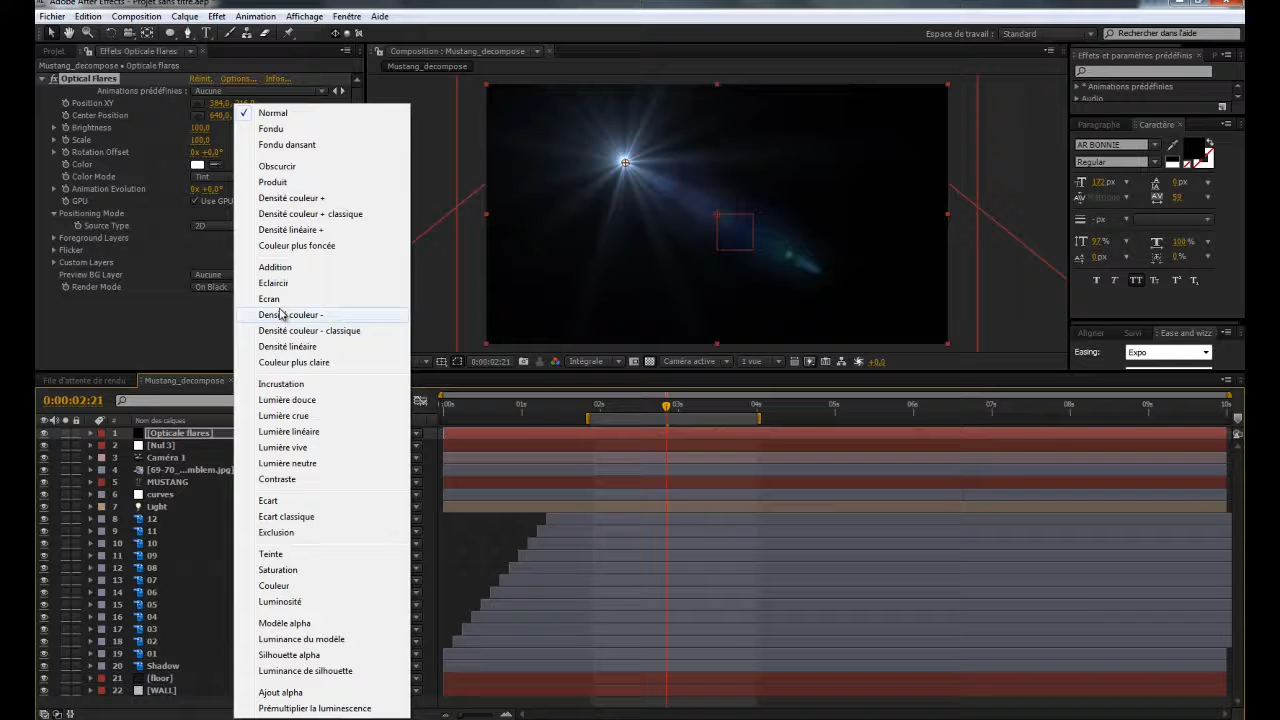 Adobe After Effects - Projet sans titre.aep
Fichier Edition Composition Calque Effet Animation Affichage Fenêtre Aide
Espace de travail : Standard Rechercher dans l'aide
Projet Effets Opticale flares
Mustang_decompose • Opticale flares
Optical Flares Réinit. Options... Infos...
Animations prédéfinies : Aucune
Position XY 384,0
Center Position 640,0
Brightness 100,0
Scale 100,0
Rotation Offset 0x +0,0°
Color
Color Mode Tint
Animation Evolution 0x +0,0°
GPU Use GPU
Positioning Mode
Source Type 2D
Foreground Layers
Flicker
Custom Layers
Preview BG Layer Aucune
Render Mode On Black
Normal
Fondu
Fondu dansant
Obscurcir
Produit
Densité couleur +
Densité couleur + classique
Densité linéaire +
Couleur plus foncée
Addition
Eclaircir
Ecran
Densité couleur -
Densité couleur - classique
Densité linéaire
Couleur plus claire
Incrustation
Lumière douce
Lumière crue
Lumière linéaire
Lumière vive
Lumière neutre
Contraste
Ecart
Ecart classique
Exclusion
Teinte
Saturation
Couleur
Luminosité
Modèle alpha
Luminance du modèle
Silhouette alpha
Luminance de silhouette
Ajout alpha
Prémultiplier la luminescence
Composition : Mustang_decompose
Mustang_decompose
0:00:02:21 Intégrale Caméra active 1 vue +0,0
Effets et paramètres prédéfinis
* Animations prédéfinies
* Audio
Paragraphe Caractère
AR BONNIE
Regular
172 px 0 px
Métrique 59
- px
97 % 100 %
0 px 0 %
T T TT Tr T¹ T₁
Aligner Suivi Ease and wizz
Easing: Expo
File d'attente de rendu Mustang_decompose
0:00:02:21
# Nom des calques
:00s 01s 02s 03s 04s 05s 06s 07s 08s 09s 10s
1 [Opticale flares]
2 [Nul 3]
3 Caméra 1
4 [69-70_...mblem.jpg]
5 MUSTANG
6 curves
7 Light
8 12
9 11
10 10
11 09
12 08
13 07
14 06
15 05
16 04
17 03
18 02
19 01
20 Shadow
21 [floor]
22 [WALL]